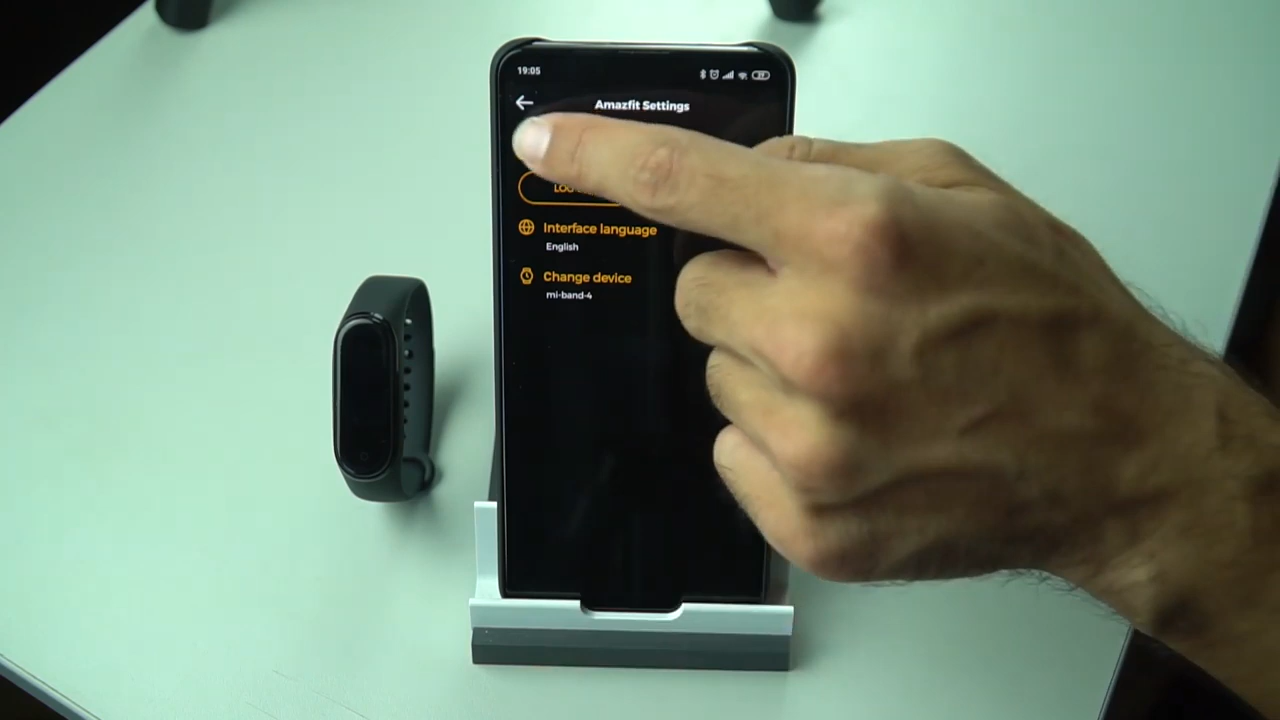 19:05
Amazfit Settings
Interface language
English
Change device
mi-band-4